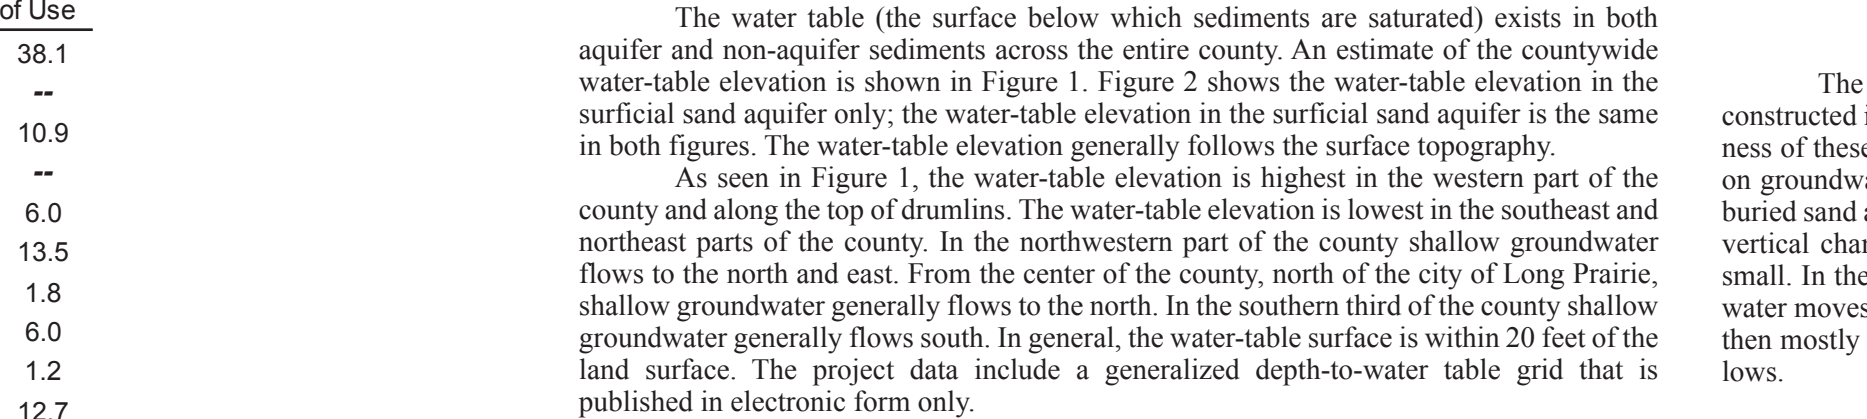 of Use
38.1
--
10.9
--
6.0
13.5
1.8
6.0
1.2
12.7
The water table (the surface below which sediments are saturated) exists in both
aquifer and non-aquifer sediments across the entire county. An estimate of the countywide
water-table elevation is shown in Figure 1. Figure 2 shows the water-table elevation in the
surficial sand aquifer only; the water-table elevation in the surficial sand aquifer is the same
in both figures. The water-table elevation generally follows the surface topography.
As seen in Figure 1, the water-table elevation is highest in the western part of the
county and along the top of drumlins. The water-table elevation is lowest in the southeast and
northeast parts of the county. In the northwestern part of the county shallow groundwater
flows to the north and east. From the center of the county, north of the city of Long Prairie,
shallow groundwater generally flows to the north. In the southern third of the county shallow
groundwater generally flows south. In general, the water-table surface is within 20 feet of the
land surface. The project data include a generalized depth-to-water table grid that is
published in electronic form only.
The
constructed i
ness of these
on groundwa
buried sand a
vertical char
small. In the
water moves
then mostly
lows.